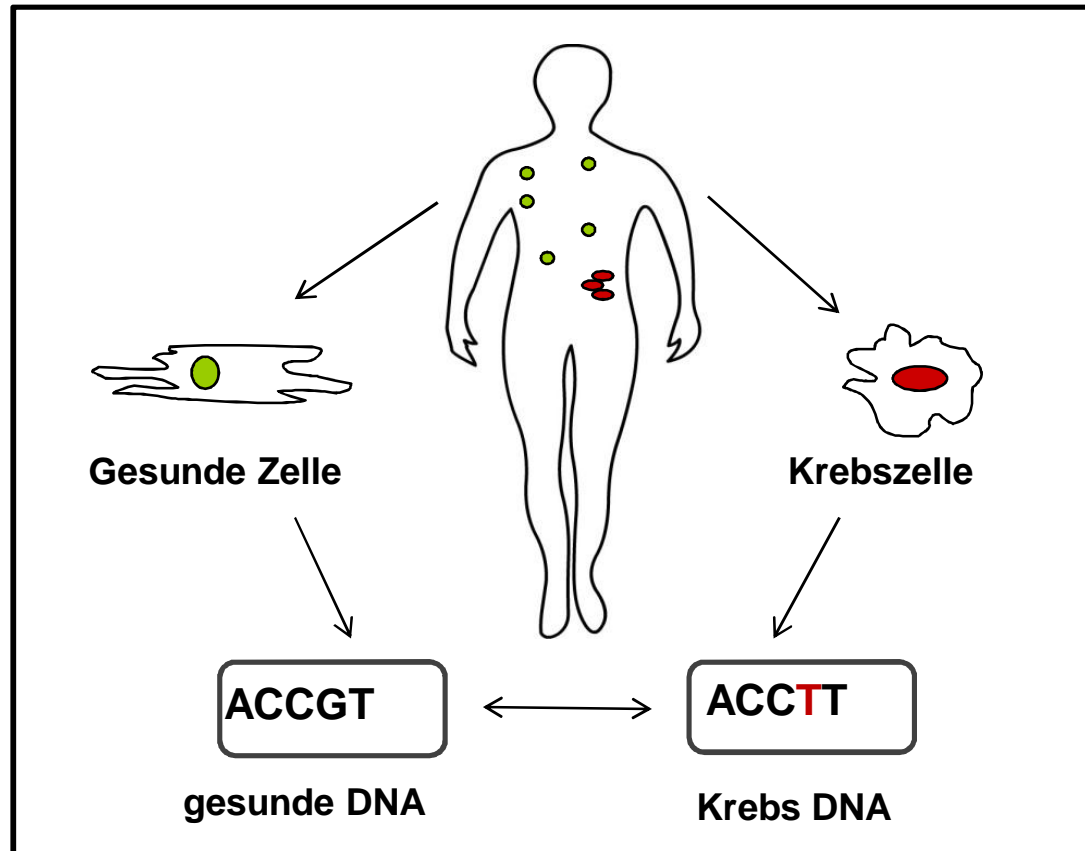 Gesunde Zelle
Krebszelle
ACCGT
ACCTT
gesunde DNA
Krebs DNA